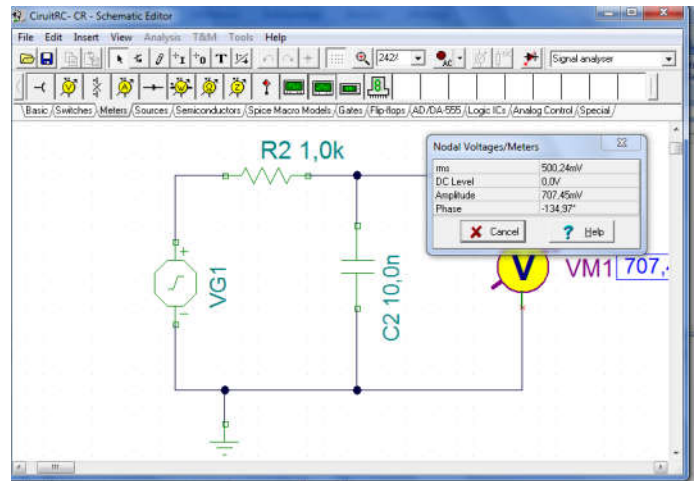 CiruitRC- CR - Schematic Editor
File Edit Insert View Analysis T&M Tools Help
242% Signal analyser
Basic Switches Meters Sources Semiconductors Spice Macro Models Gates Flip-flops AD/DA-555 Logic ICs Analog Control Special
Nodal Voltages/Meters
rms 500,24mV
DC Level 0,0V
Amplitude 707,45mV
Phase -134,97°
Cancel Help
R2 1,0k
VG1
C2 10,0n
V VM1 707,